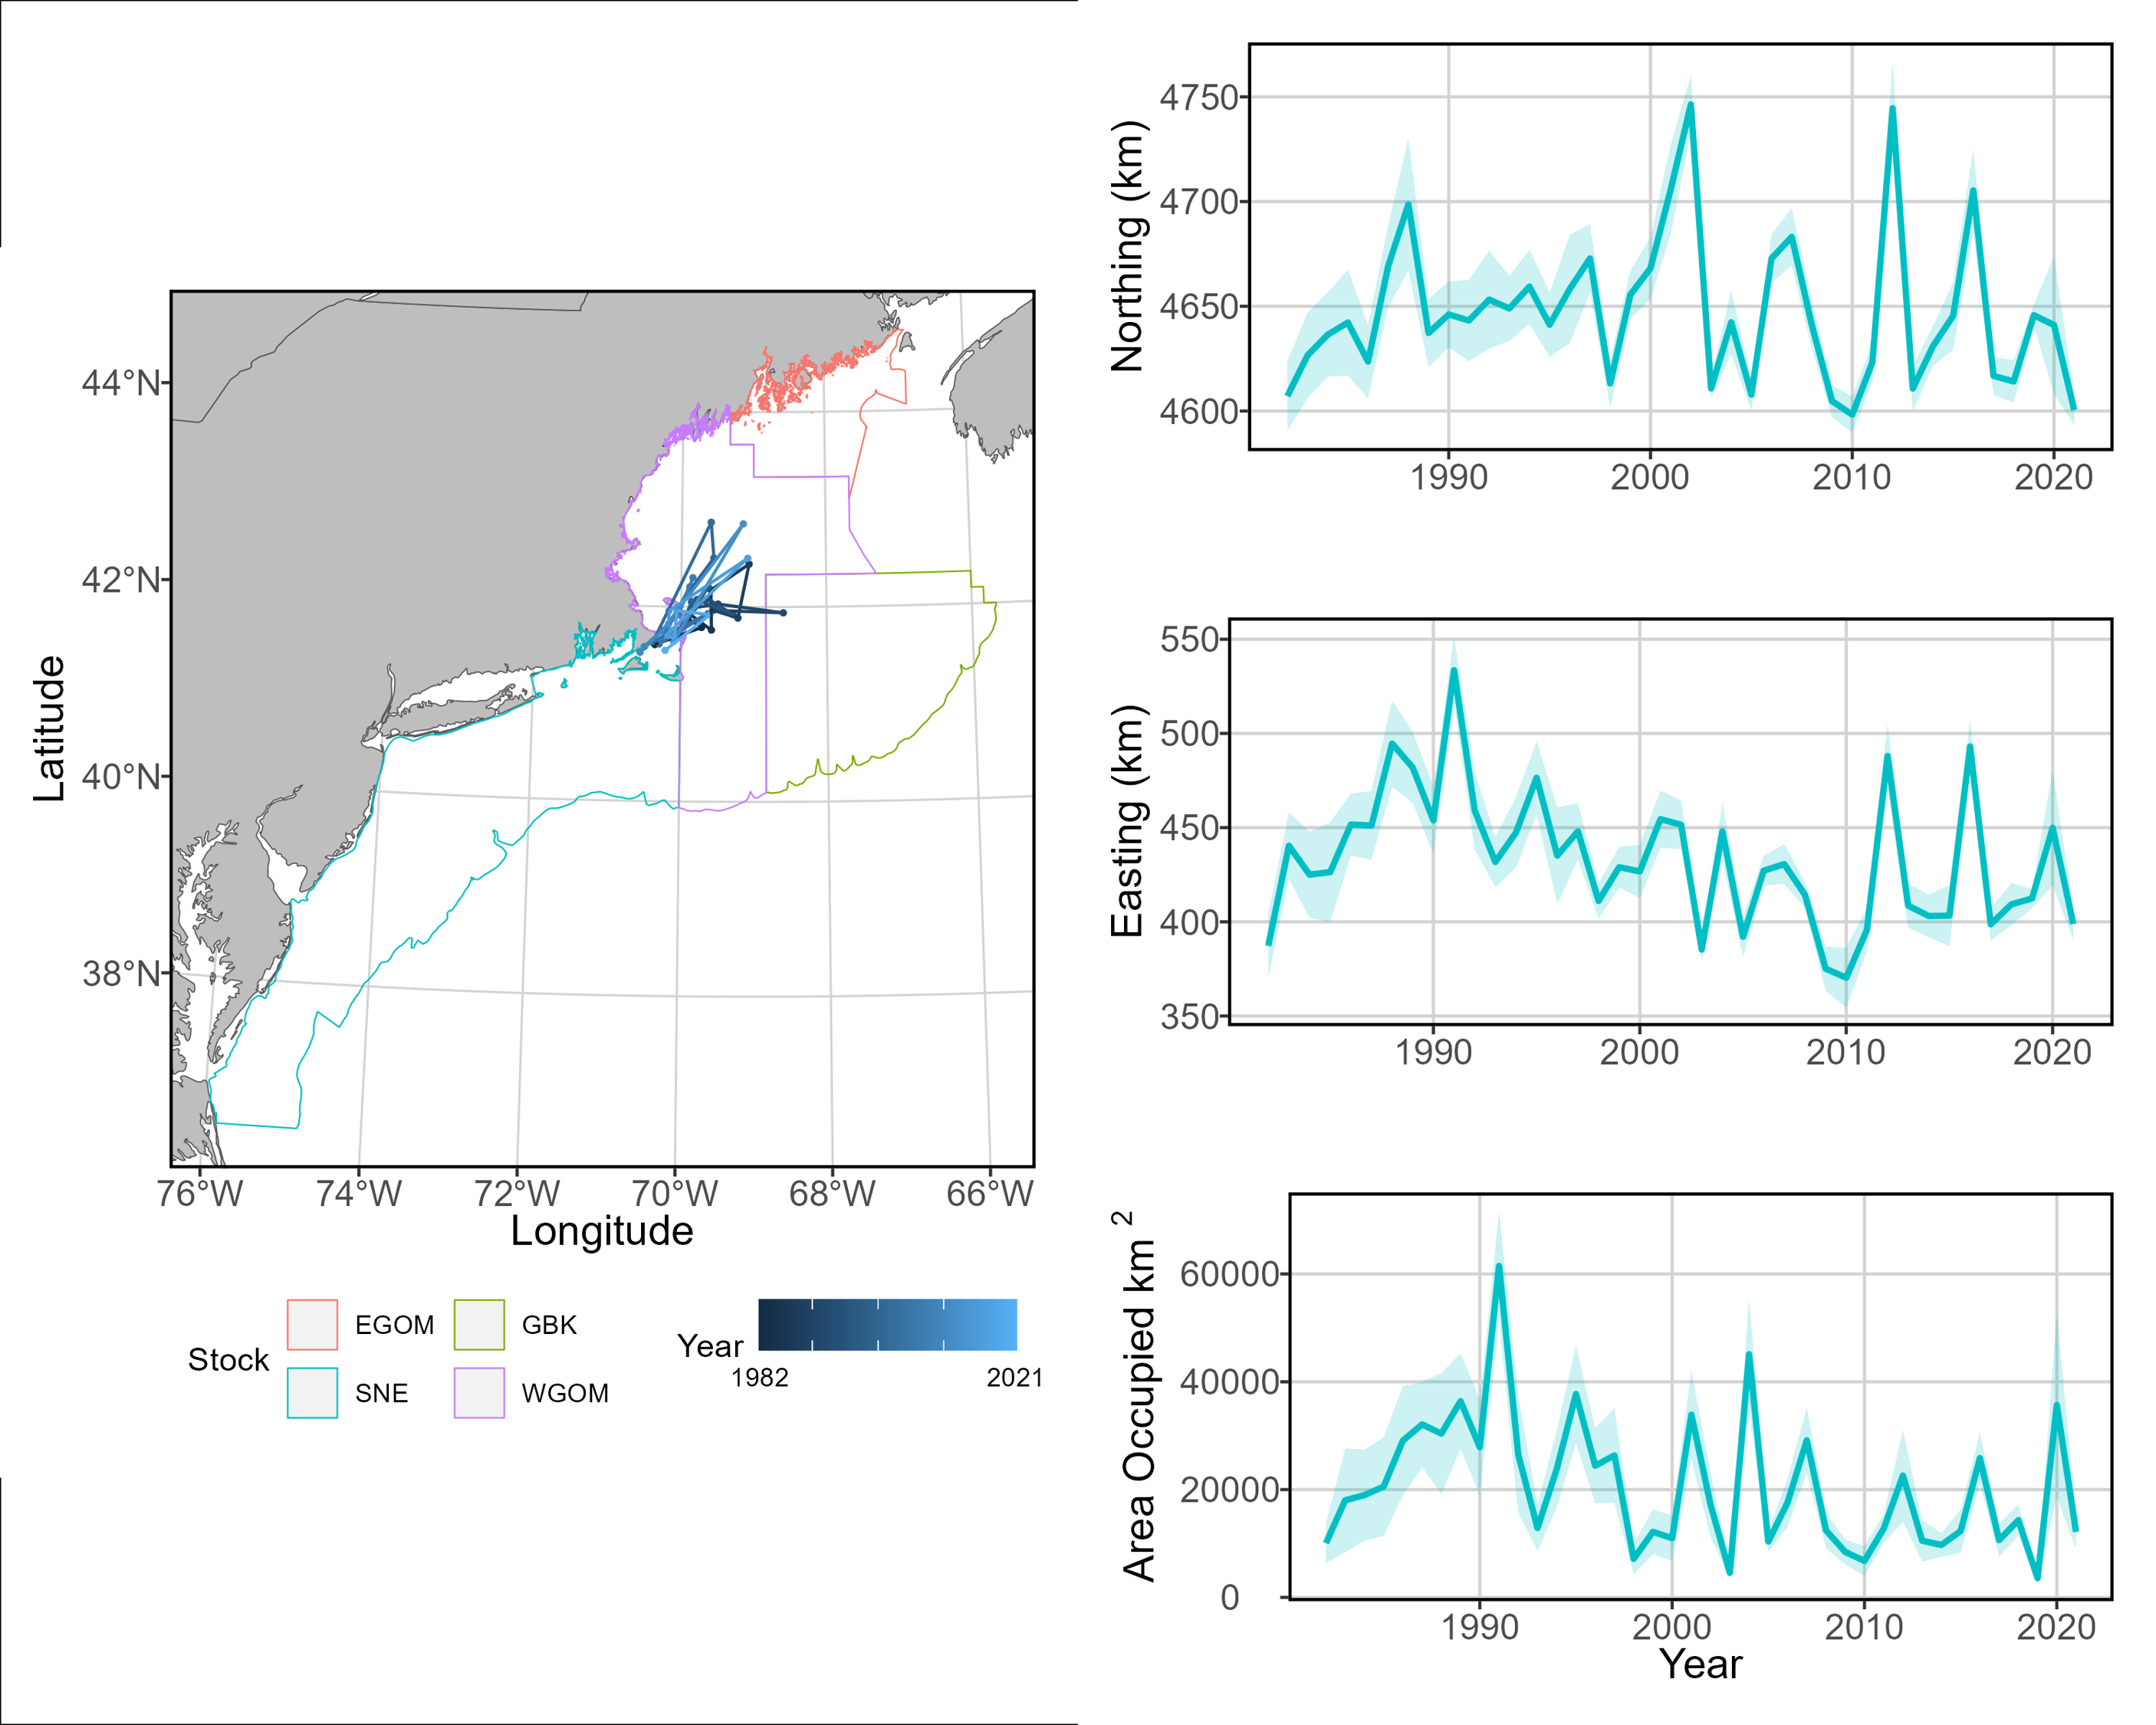 44°N
42°N
40°N
38°N
Latitude
76°W 74°W 72°W 70°W 68°W 66°W
Longitude
Stock
EGOM
GBK
SNE
WGOM
Year
1982 2021
Northing (km)
4750
4700
4650
4600
1990 2000 2010 2020
Easting (km)
550
500
450
400
350
1990 2000 2010 2020
Area Occupied km 2
60000
40000
20000
0
1990 2000 2010 2020
Year